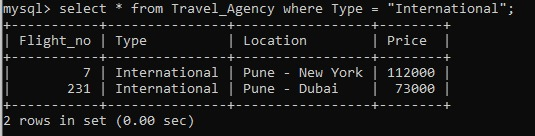 mysql> select * from Travel_Agency where Type = "International";
+-----------+---------------+-----------------+--------+
| Flight_no | Type          | Location        | Price  |
+-----------+---------------+-----------------+--------+
|         7 | International | Pune - New York | 112000 |
|       231 | International | Pune - Dubai    |  73000 |
+-----------+---------------+-----------------+--------+
2 rows in set (0.00 sec)